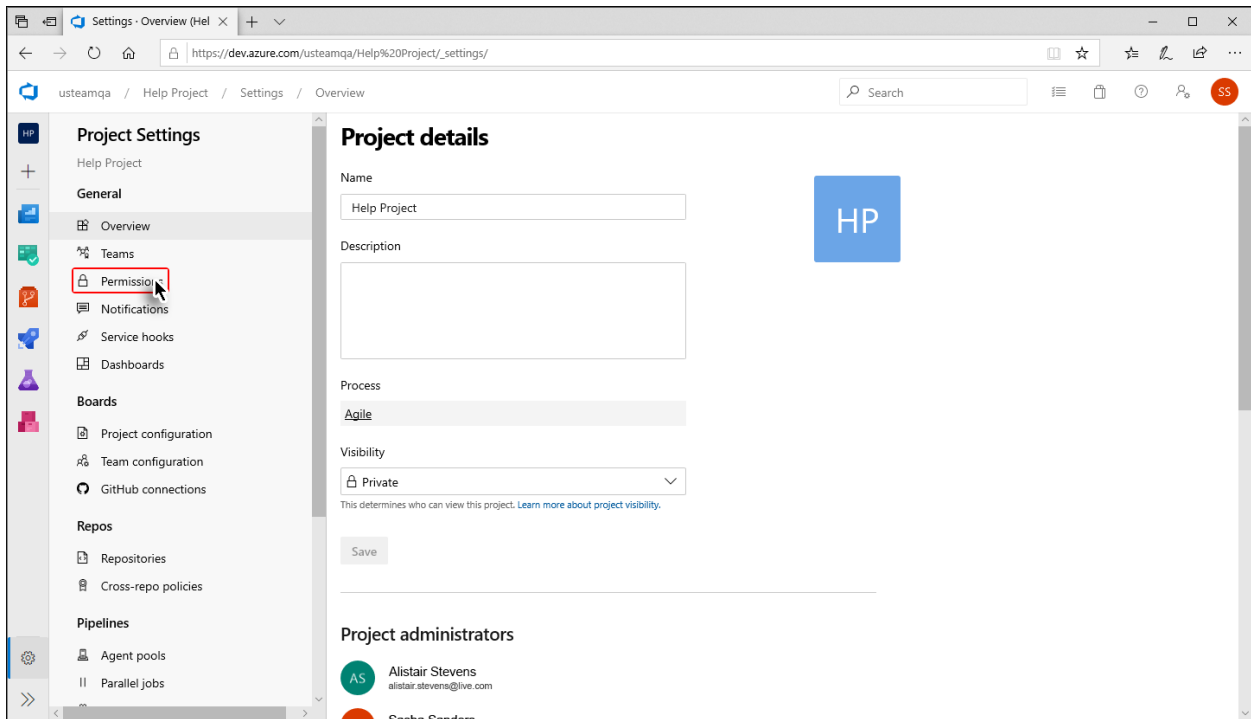 Settings · Overview (Hel
https://dev.azure.com/usteamqa/Help%20Project/_settings/
usteamqa / Help Project / Settings / Overview
Search
SS
HP
Project Settings
Help Project
General
Overview
Teams
Permissions
Notifications
Service hooks
Dashboards
Boards
Project configuration
Team configuration
GitHub connections
Repos
Repositories
Cross-repo policies
Pipelines
Agent pools
Parallel jobs
Project details
Name
Help Project
HP
Description
Process
Agile
Visibility
Private
This determines who can view this project. Learn more about project visibility.
Save
Project administrators
AS
Alistair Stevens
alistair.stevens@live.com